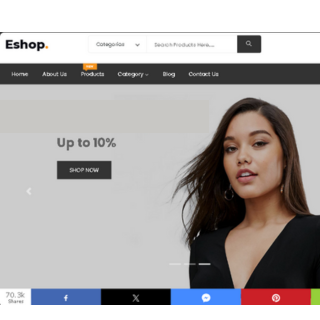 Eshop.
Categories
Search Products Here.....
Home About Us Products Category Blog Contact Us
Up to 10%
SHOP NOW
70.3k
Shares